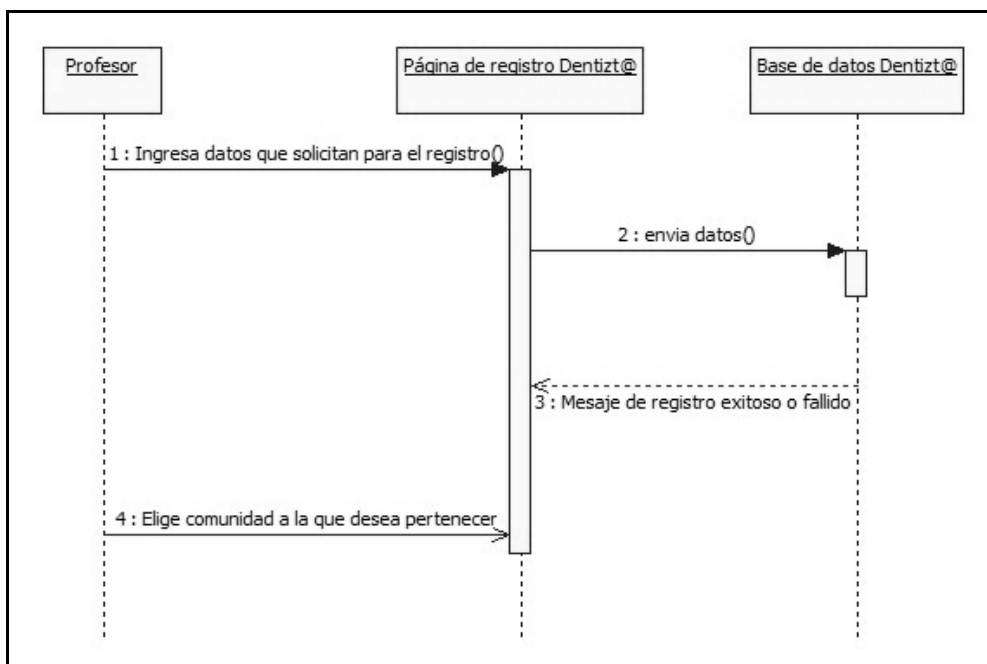 Profesor
Página de registro Dentizt@
Base de datos Dentizt@
1 : Ingresa datos que solicitan para el registro()
2 : envia datos()
3 : Mesaje de registro exitoso o fallido
4 : Elige comunidad a la que desea pertenecer